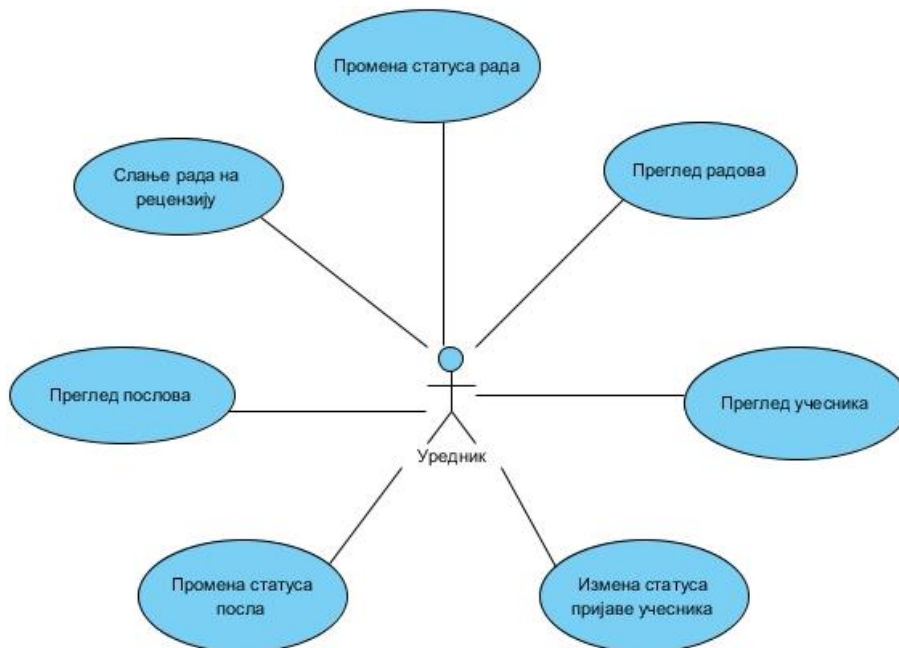 Промена статуса рада
Слање рада на
рецензију
Преглед радова
Преглед послова
Преглед учесника
Уредник
Промена статуса
посла
Измена статуса
пријаве учесника